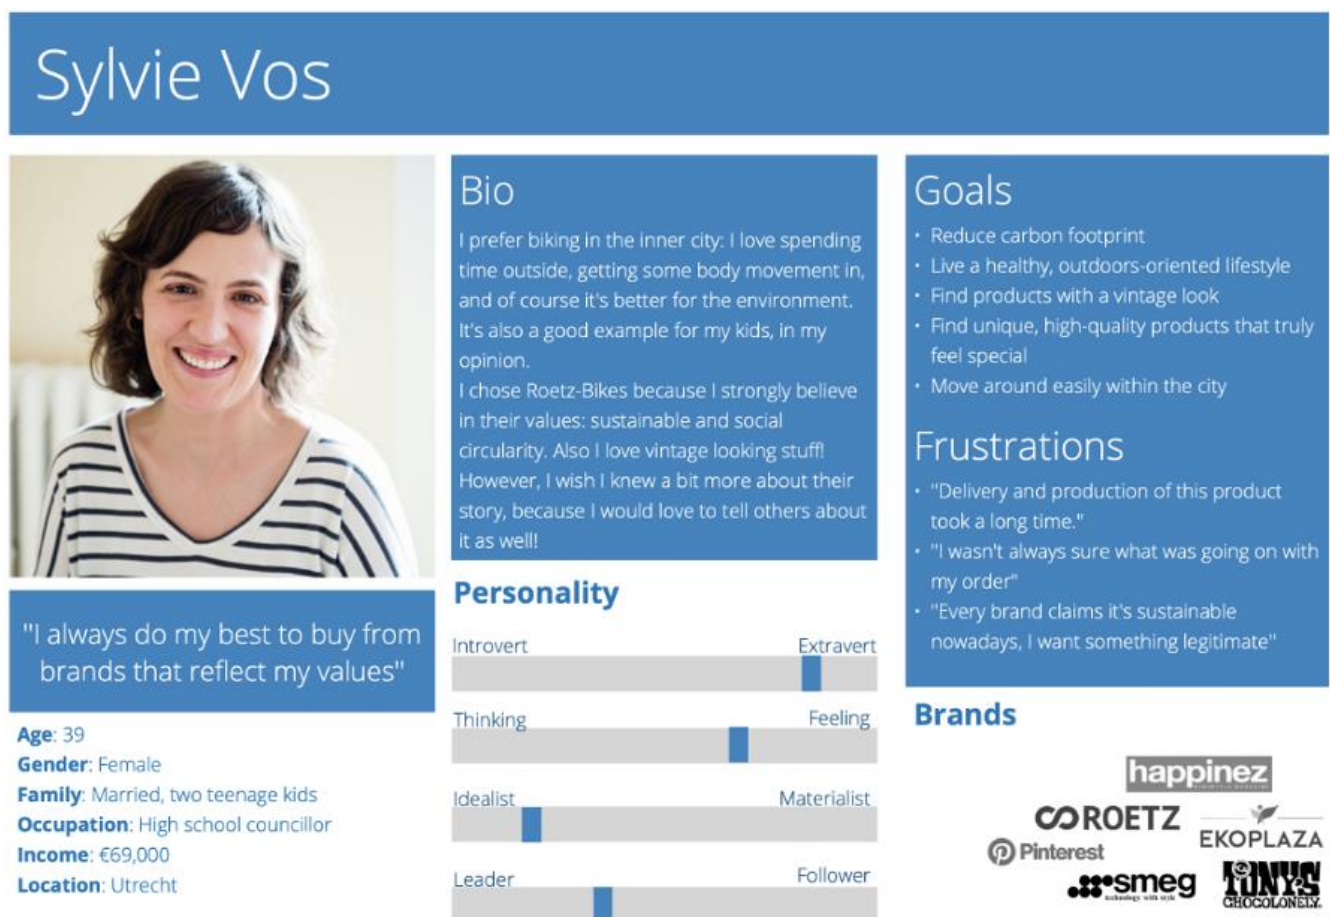 Sylvie Vos
"I always do my best to buy from
brands that reflect my values"
Age: 39
Gender: Female
Family: Married, two teenage kids
Occupation: High school councillor
Income: €69,000
Location: Utrecht
Bio
I prefer biking in the inner city: I love spending
time outside, getting some body movement in,
and of course it's better for the environment.
It's also a good example for my kids, in my
opinion.
I chose Roetz-Bikes because I strongly believe
in their values: sustainable and social
circularity. Also I love vintage looking stuff!
However, I wish I knew a bit more about their
story, because I would love to tell others about
it as well!
Personality
Introvert Extravert
Thinking Feeling
Idealist Materialist
Leader Follower
Goals
• Reduce carbon footprint
• Live a healthy, outdoors-oriented lifestyle
• Find products with a vintage look
• Find unique, high-quality products that truly
feel special
• Move around easily within the city
Frustrations
• "Delivery and production of this product
took a long time."
• "I wasn't always sure what was going on with
my order"
• "Every brand claims it's sustainable
nowadays, I want something legitimate"
Brands
happinez
ROETZ
EKOPLAZA
Pinterest
smeg
technology with style
TONY'S
CHOCOLONELY